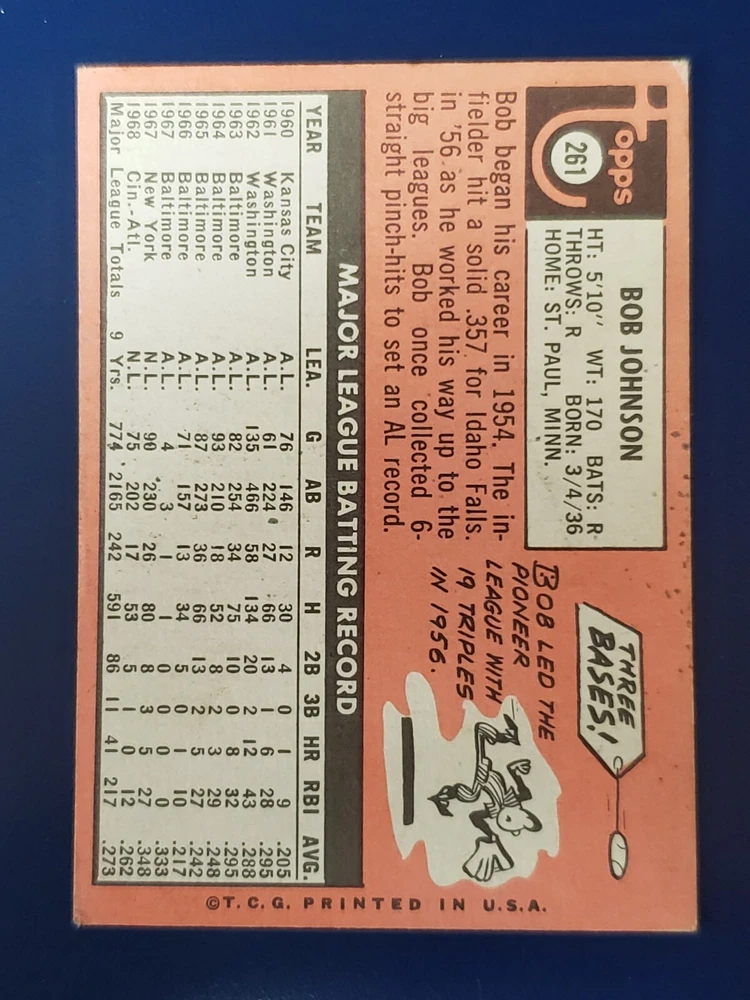 topps
261
BOB JOHNSON
HT: 5'10" WT: 170 BATS: R
THROWS: R BORN: 3/4/36
HOME: ST. PAUL, MINN.
THREE
BASES!
BOB LED THE
PIONEER
LEAGUE WITH
19 TRIPLES
IN 1956.
Bob began his career in 1954. The in-
fielder hit a solid .357 for Idaho Falls.
in '56 as he worked his way up to the
big leagues. Bob once collected 6-
straight pinch-hits to set an AL record.
MAJOR LEAGUE BATTING RECORD
YEAR TEAM LEA. G AB R H 2B 3B HR RBI AVG.
1960 Kansas City A.L. 76 146 12 30 4 0 1 9 .205
1961 Washington A.L. 61 224 27 66 13 1 6 28 .295
1962 Washington A.L. 135 466 58 134 20 2 12 43 .288
1963 Baltimore A.L. 82 254 34 75 10 0 8 32 .295
1964 Baltimore A.L. 93 210 18 52 8 2 3 29 .248
1965 Baltimore A.L. 87 273 36 66 13 2 5 27 .242
1966 Baltimore A.L. 71 157 13 34 5 0 1 10 .217
1967 Baltimore A.L. 4 3 1 1 0 0 0 0 .333
1967 New York N.L. 90 230 26 80 8 3 5 27 .348
1968 Cin.-Atl. N.L. 75 202 17 53 5 1 0 12 .262
Major League Totals 9 Yrs. 774 2165 242 591 86 11 41 217 .273
©T.C.G. PRINTED IN U.S.A.